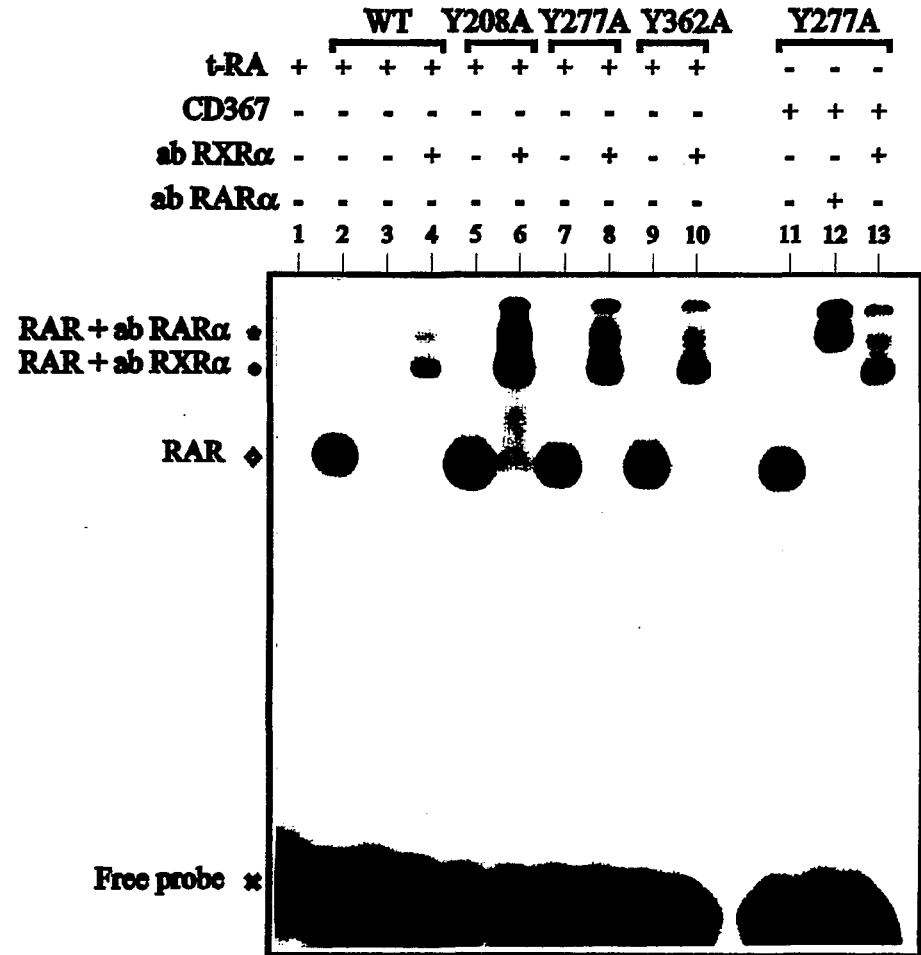 WT Y208A Y277A Y362A Y277A
t-RA + + + + + + + + + + - - -
CD367 - - - - - - - - - - + + +
ab RXRα - - - + - + - + - + - - +
ab RARα - - - - - - - - - - - + -
1 2 3 4 5 6 7 8 9 10 11 12 13
RAR + ab RARα
RAR + ab RXRα
RAR
Free probe